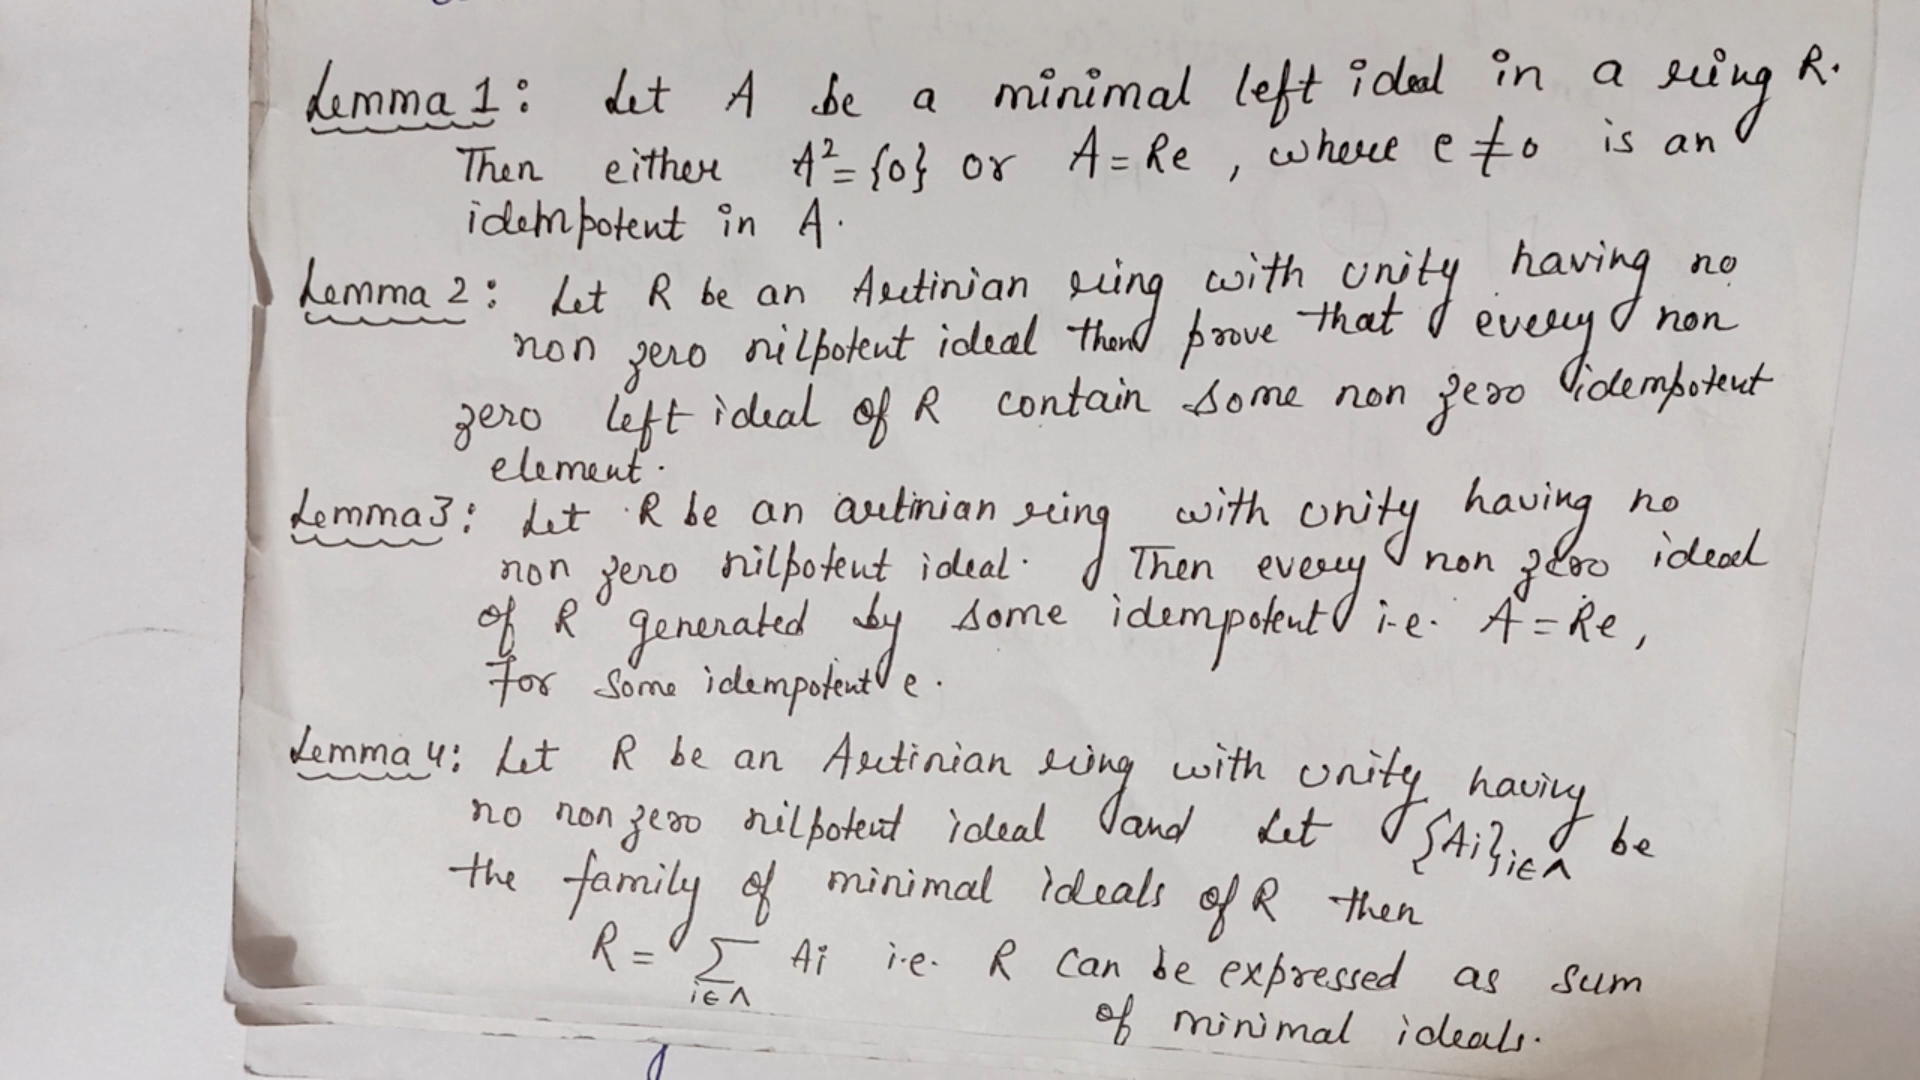 Lemma 1: Let A be a minimal left ideal in a ring R.
Then either A² = {0} or A = Re, where e ≠ 0 is an
idempotent in A.
Lemma 2: Let R be an Artinian ring with unity having no
non zero nilpotent ideal then prove that every non
zero left ideal of R contain some non zero idempotent
element.
Lemma 3: Let R be an artinian ring with unity having no
non zero nilpotent ideal. Then every non zero ideal
of R generated by some idempotent i.e. A = Re,
for some idempotent e.
Lemma 4: Let R be an Artinian ring with unity having
no non zero nilpotent ideal and Let {Ai}i∈Λ be
the family of minimal ideals of R then
R = Σ Ai i.e. R can be expressed as sum
i∈Λ
of minimal ideals.